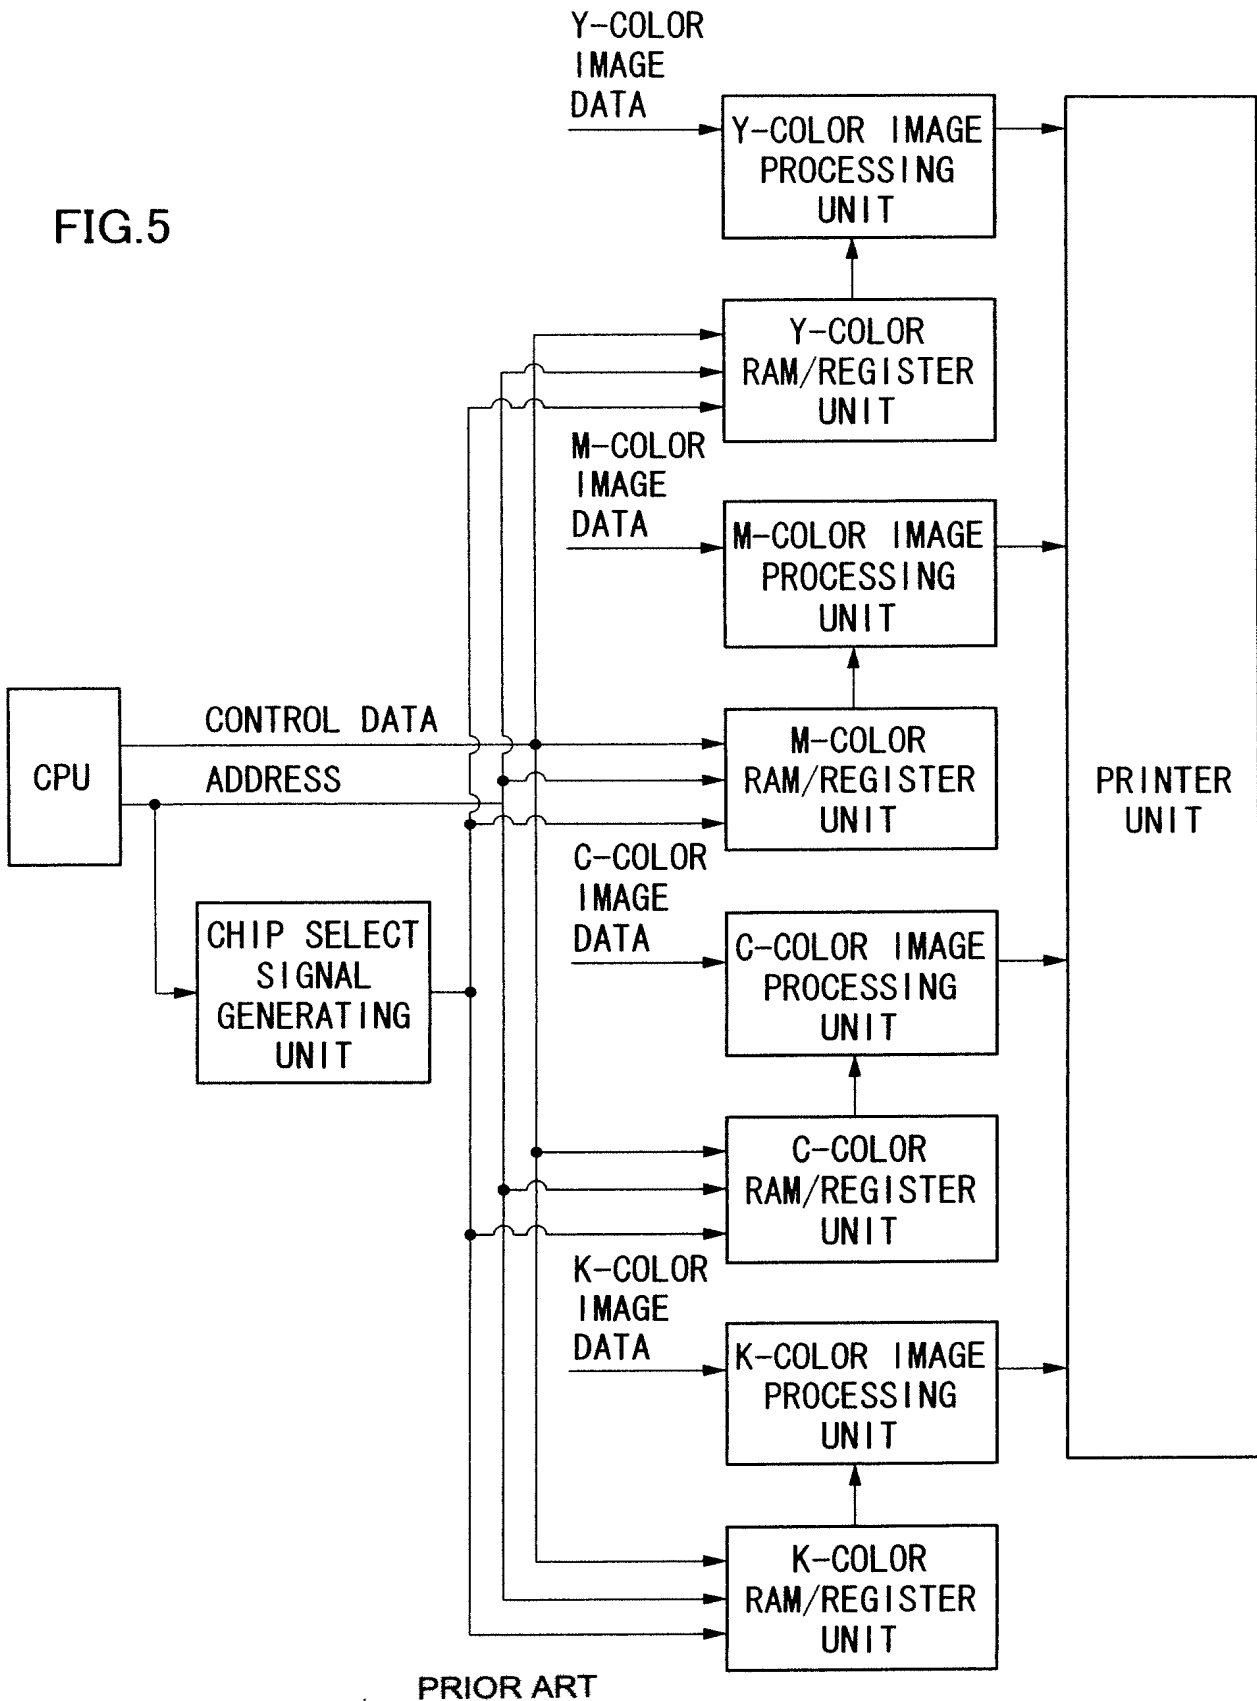 Y-COLOR
IMAGE
DATA
Y-COLOR IMAGE
PROCESSING
UNIT
FIG.5
Y-COLOR
RAM/REGISTER
UNIT
M-COLOR
IMAGE
DATA
M-COLOR IMAGE
PROCESSING
UNIT
CPU
CONTROL DATA
ADDRESS
M-COLOR
RAM/REGISTER
UNIT
PRINTER
UNIT
C-COLOR
IMAGE
DATA
CHIP SELECT
SIGNAL
GENERATING
UNIT
C-COLOR IMAGE
PROCESSING
UNIT
C-COLOR
RAM/REGISTER
UNIT
K-COLOR
IMAGE
DATA
K-COLOR IMAGE
PROCESSING
UNIT
K-COLOR
RAM/REGISTER
UNIT
PRIOR ART